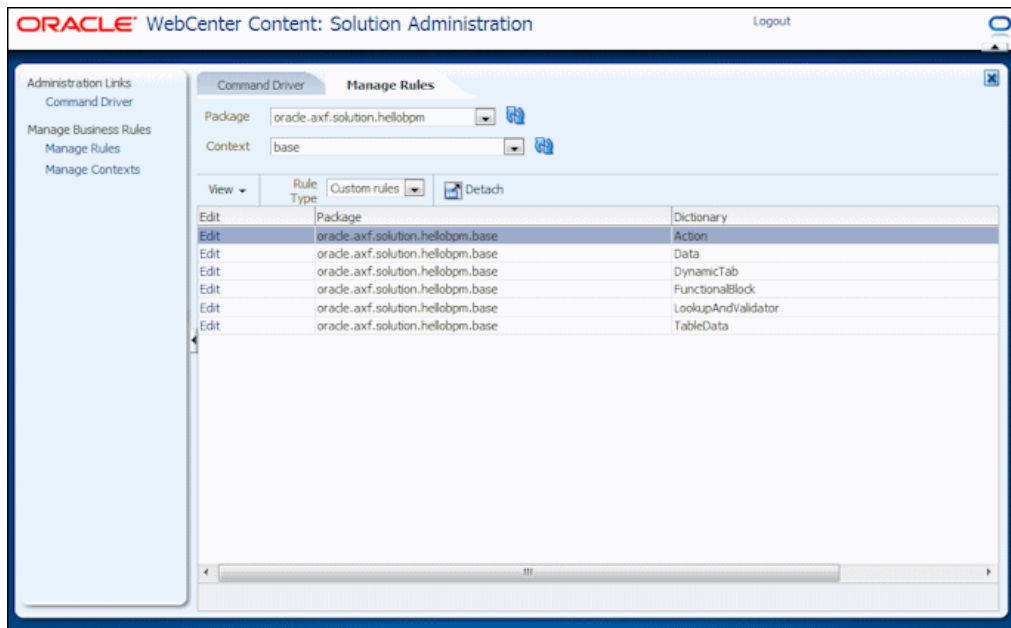 ORACLE WebCenter Content: Solution Administration
Logout
Administration Links
Command Driver
Manage Business Rules
Manage Rules
Manage Contexts
Command Driver
Manage Rules
Package
oracle.axf.solution.hellobpm
Context
base
View
Rule Type
Custom rules
Detach
Edit Package Dictionary
Edit oracle.axf.solution.hellobpm.base Action
Edit oracle.axf.solution.hellobpm.base Data
Edit oracle.axf.solution.hellobpm.base DynamicTab
Edit oracle.axf.solution.hellobpm.base FunctionalBlock
Edit oracle.axf.solution.hellobpm.base LookupAndValidator
Edit oracle.axf.solution.hellobpm.base TableData